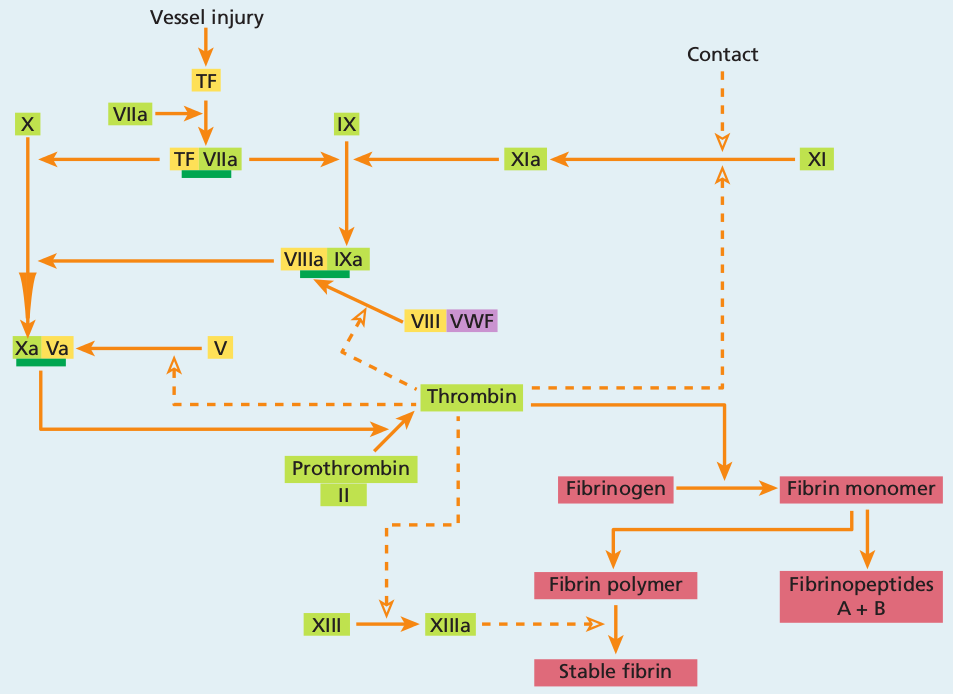 Vessel injury
Contact
TF
VIIa
X
IX
TF VIIa
XIa
XI
VIIIa IXa
VIII VWF
Xa Va
V
Thrombin
Prothrombin
II
Fibrinogen
Fibrin monomer
Fibrin polymer
Fibrinopeptides
A + B
XIII
XIIIa
Stable fibrin